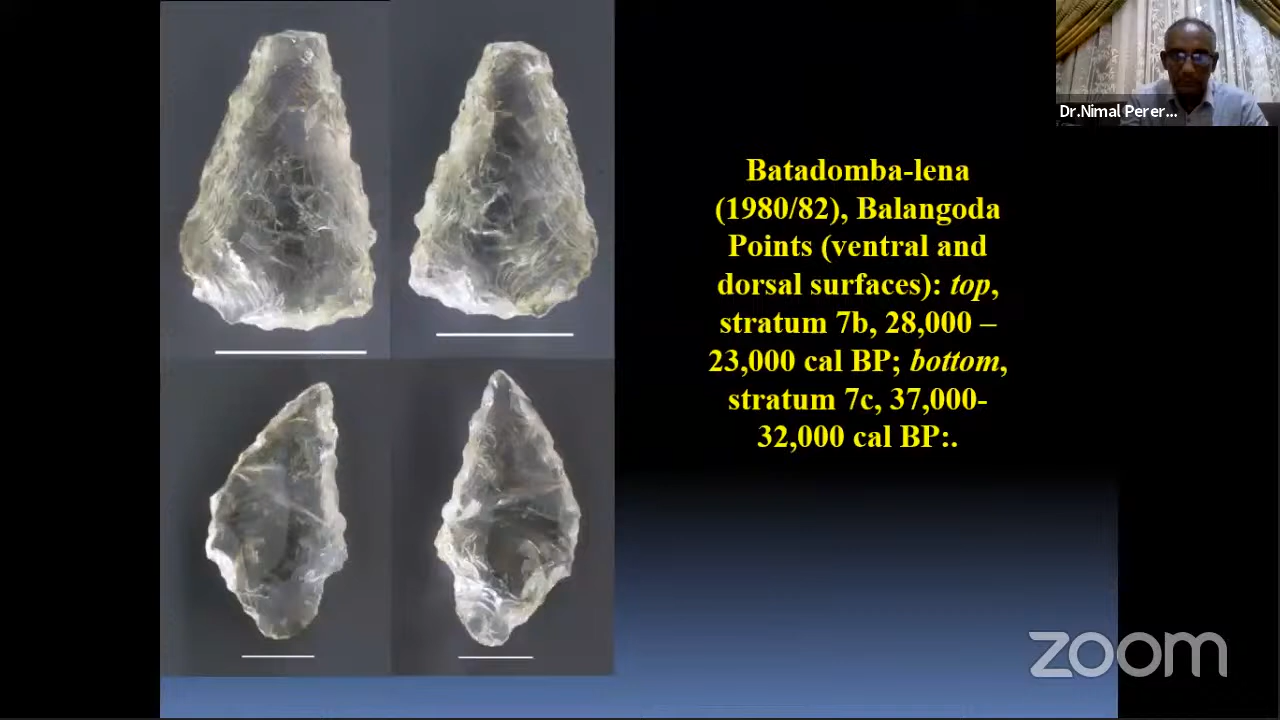 Dr.Nimal Perer...
Batadomba-lena
(1980/82), Balangoda
Points (ventral and
dorsal surfaces): top,
stratum 7b, 28,000 –
23,000 cal BP; bottom,
stratum 7c, 37,000-
32,000 cal BP:.
zoom